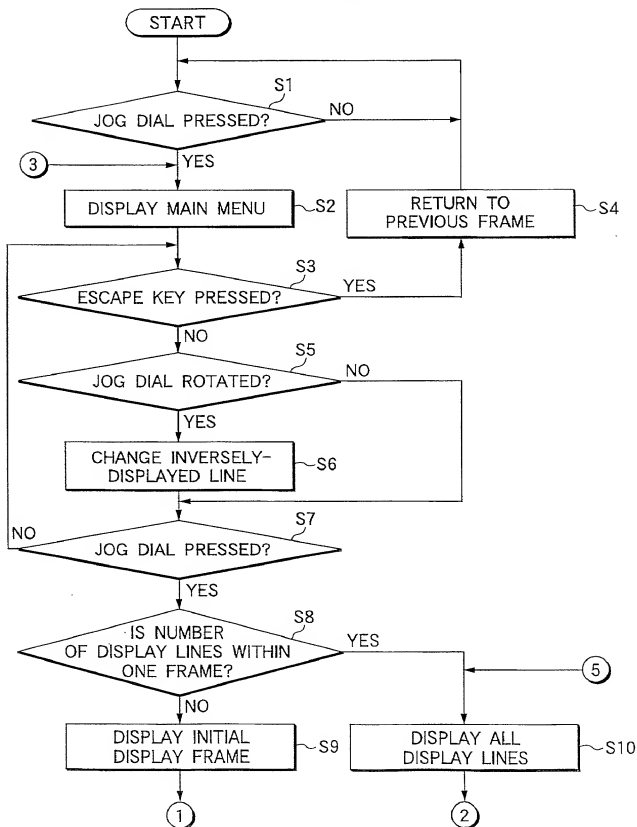 START
S1
JOG DIAL PRESSED?
NO
3
YES
DISPLAY MAIN MENU
S2
RETURN TO
PREVIOUS FRAME
S4
S3
ESCAPE KEY PRESSED?
YES
NO
S5
JOG DIAL ROTATED?
NO
YES
CHANGE INVERSELY-
DISPLAYED LINE
S6
NO
S7
JOG DIAL PRESSED?
YES
S8
IS NUMBER
OF DISPLAY LINES WITHIN
ONE FRAME?
YES
5
NO
DISPLAY INITIAL
DISPLAY FRAME
S9
DISPLAY ALL
DISPLAY LINES
S10
1
2